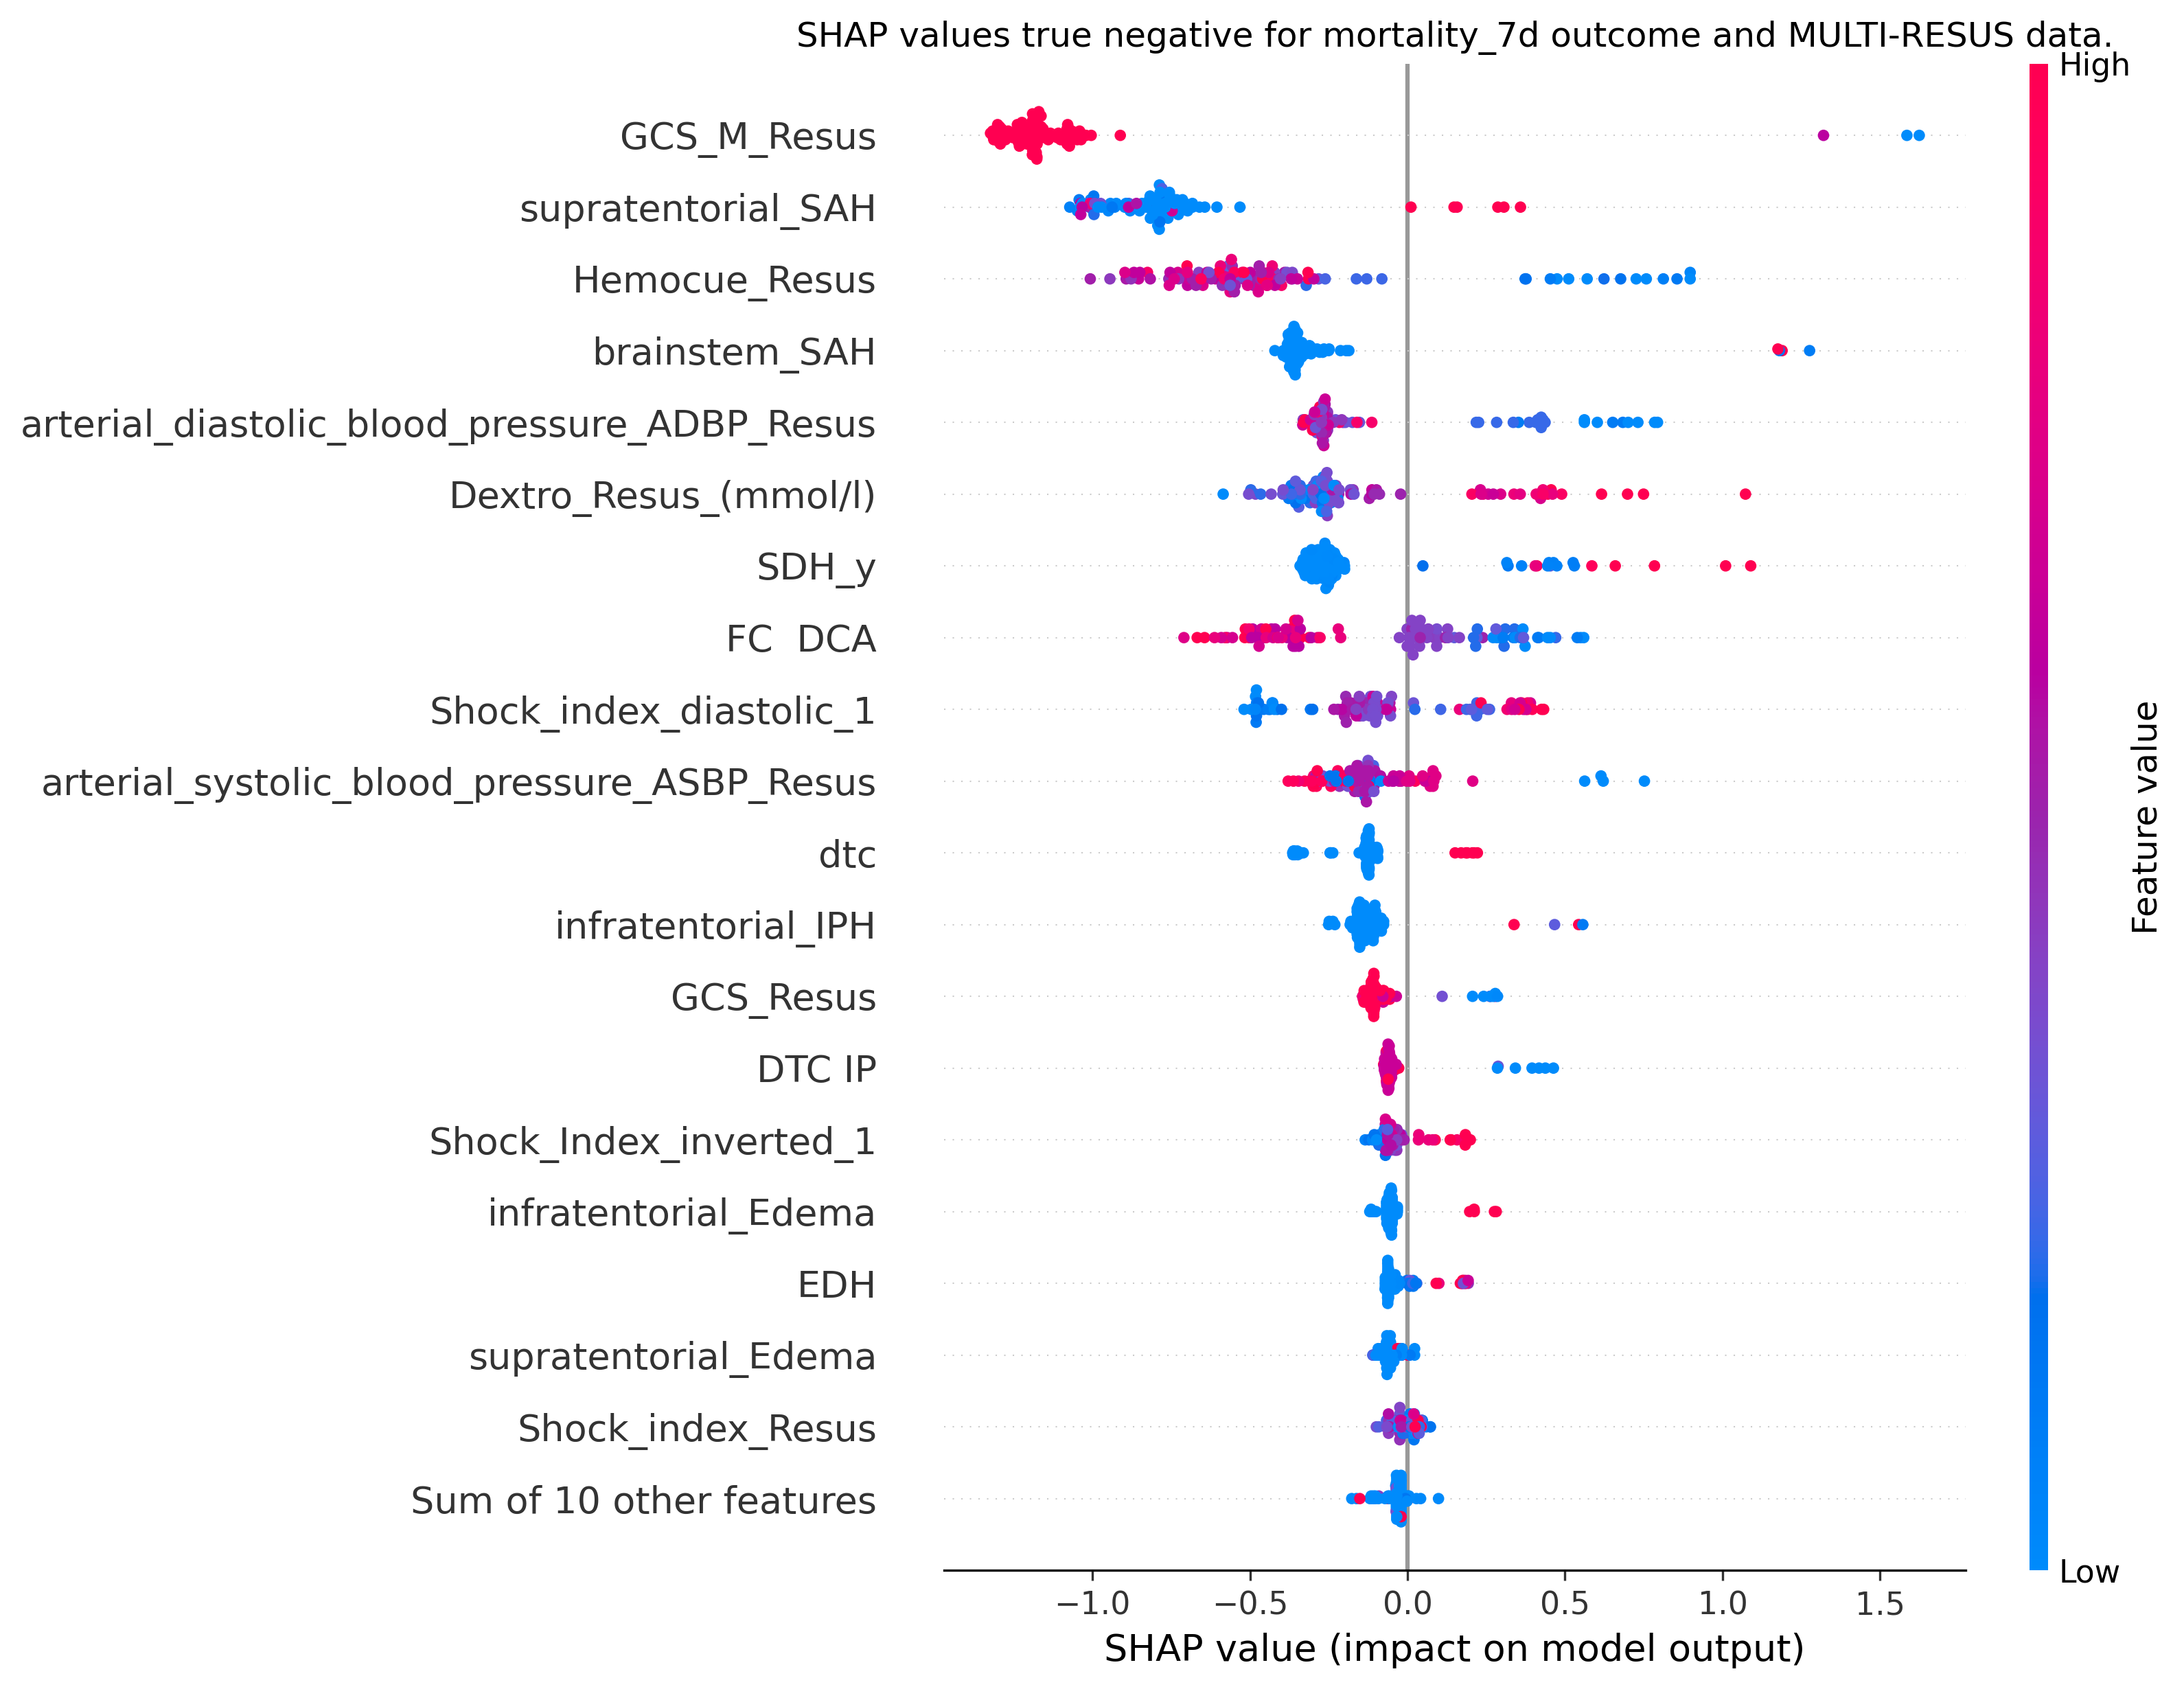 SHAP values true negative for mortality_7d outcome and MULTI-RESUS data.
High
GCS_M_Resus
supratentorial_SAH
Hemocue_Resus
brainstem_SAH
arterial_diastolic_blood_pressure_ADBP_Resus
Dextro_Resus_(mmol/l)
SDH_y
FC  DCA
Shock_index_diastolic_1
arterial_systolic_blood_pressure_ASBP_Resus
dtc
infratentorial_IPH
GCS_Resus
DTC IP
Shock_Index_inverted_1
infratentorial_Edema
EDH
supratentorial_Edema
Shock_index_Resus
Sum of 10 other features
Feature value
Low
−1.0 −0.5 0.0 0.5 1.0 1.5
SHAP value (impact on model output)